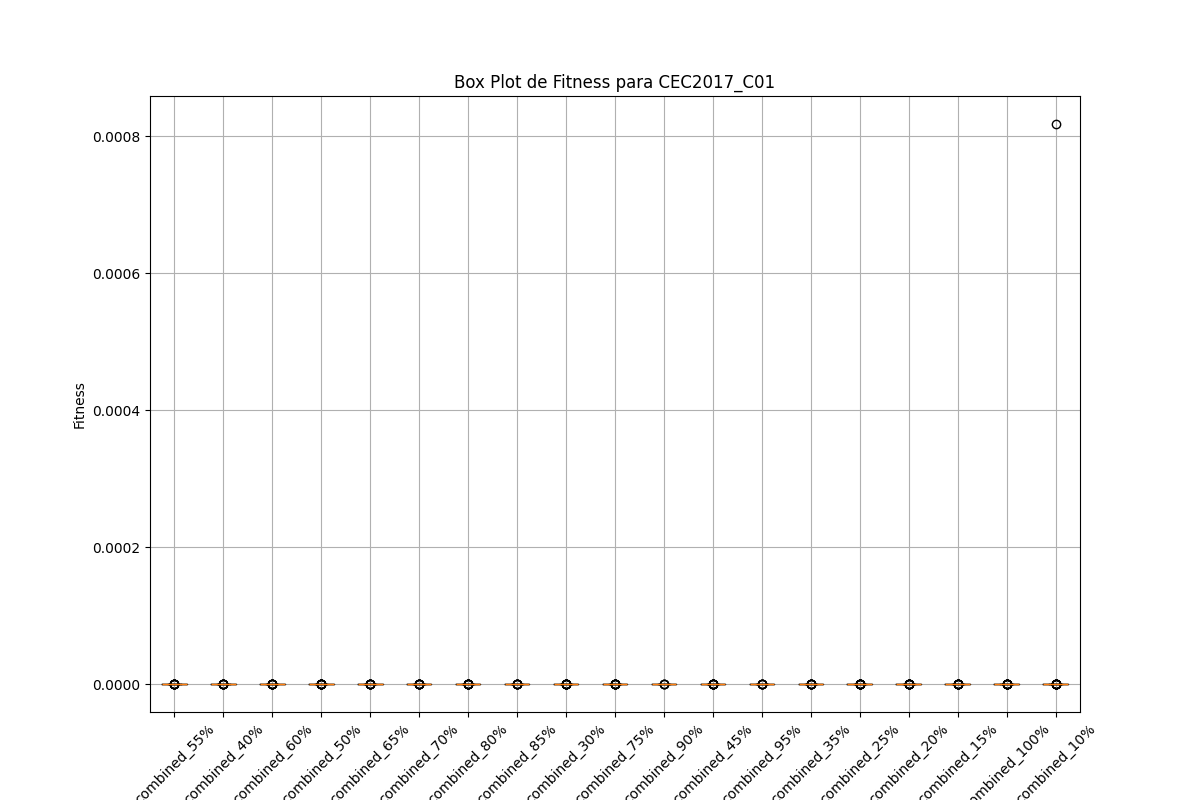 Box Plot de Fitness para CEC2017_C01
Fitness
0.0008
0.0006
0.0004
0.0002
0.0000
combined_55%
combined_40%
combined_60%
combined_50%
combined_65%
combined_70%
combined_80%
combined_85%
combined_30%
combined_75%
combined_90%
combined_45%
combined_95%
combined_35%
combined_25%
combined_20%
combined_15%
ombined_100%
combined_10%